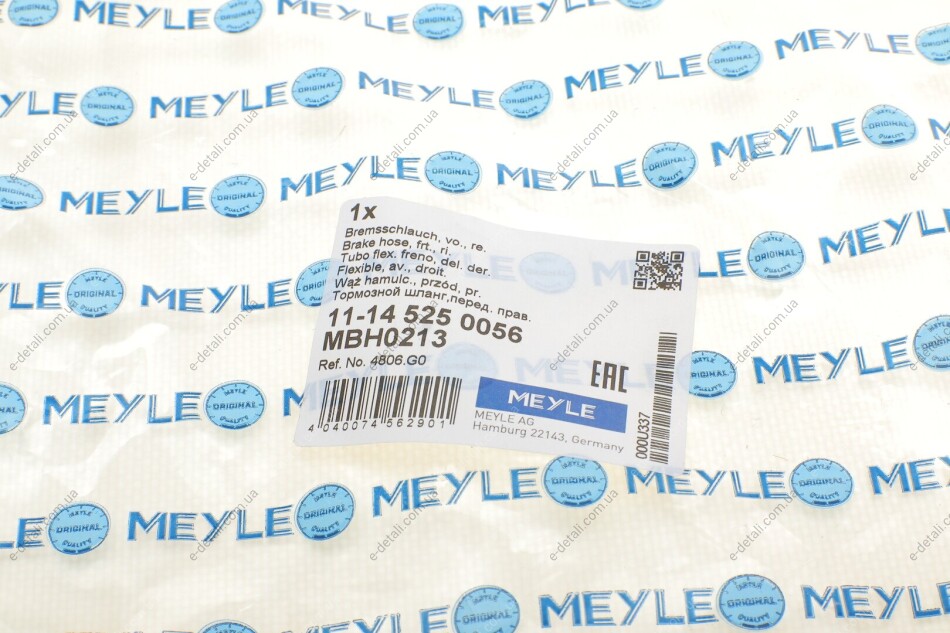 1x
Bremsschlauch, vo., re.
Brake hose, frt., ri.
Tubo flex. freno, del. der.
Flexible, av., droit.
Wąż hamulc., przód, pr.
Тормозной шланг,перед. прав.
11-14 525 0056
MBH0213
Ref. No. 4806.G0
4 040074 562901
EAC
MEYLE
MEYLE AG
Hamburg 22143, Germany
000U337
MEYLE
MEYLE ORIGINAL QUALITY
e-detali.com.ua